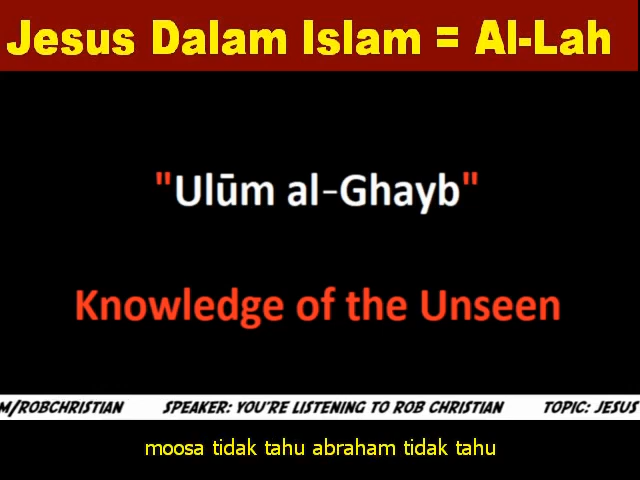 Jesus Dalam Islam = Al-Lah
"Ulūm al-Ghayb"
Knowledge of the Unseen
M/ROBCHRISTIAN SPEAKER: YOU'RE LISTENING TO ROB CHRISTIAN TOPIC: JESUS
moosa tidak tahu abraham tidak tahu